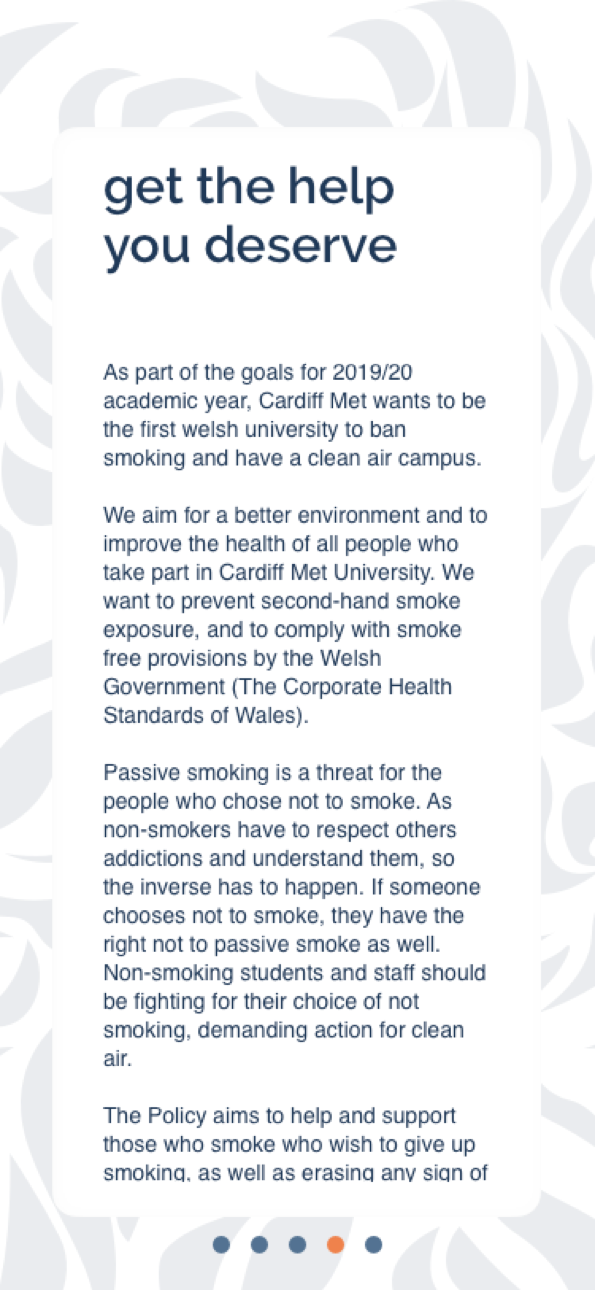 get the help
you deserve
As part of the goals for 2019/20
academic year, Cardiff Met wants to be
the first welsh university to ban
smoking and have a clean air campus.
We aim for a better environment and to
improve the health of all people who
take part in Cardiff Met University. We
want to prevent second-hand smoke
exposure, and to comply with smoke
free provisions by the Welsh
Government (The Corporate Health
Standards of Wales).
Passive smoking is a threat for the
people who chose not to smoke. As
non-smokers have to respect others
addictions and understand them, so
the inverse has to happen. If someone
chooses not to smoke, they have the
right not to passive smoke as well.
Non-smoking students and staff should
be fighting for their choice of not
smoking, demanding action for clean
air.
The Policy aims to help and support
those who smoke who wish to give up
smoking, as well as erasing any sign of